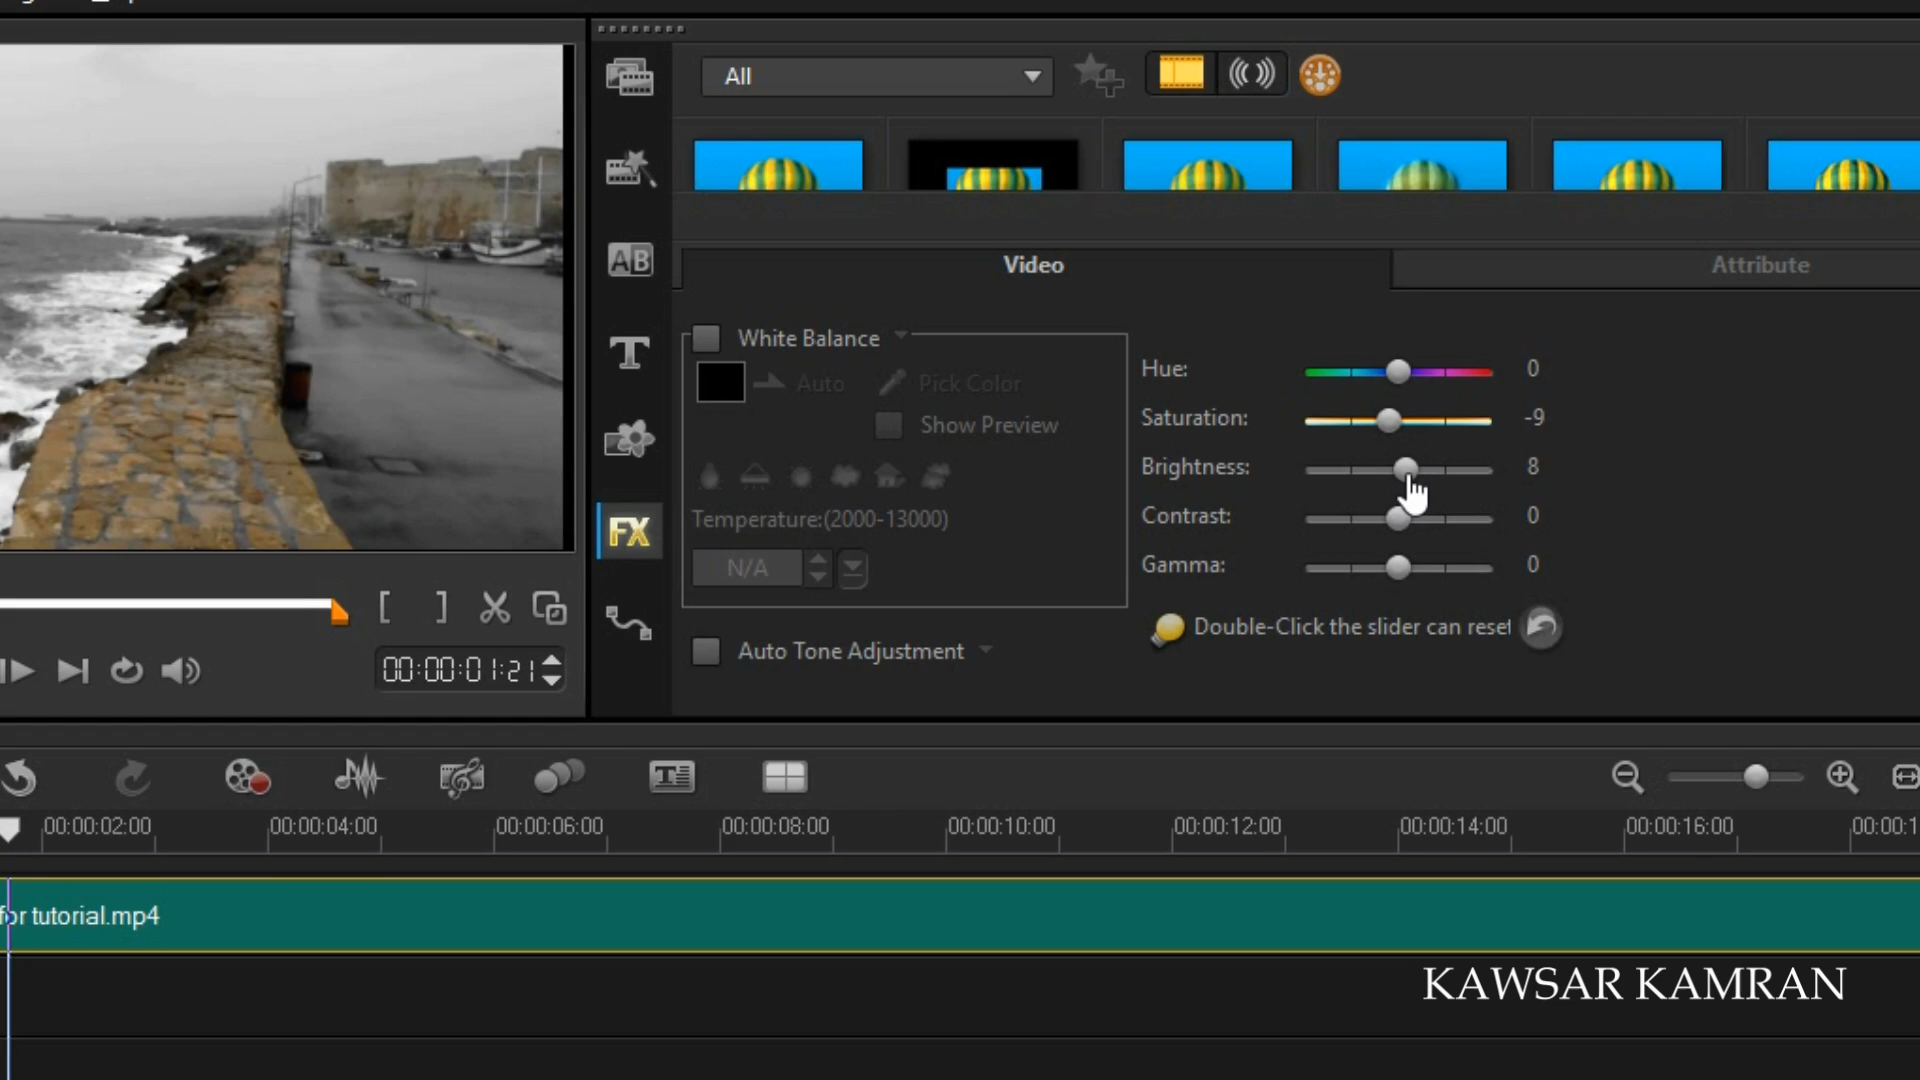 All
AB
Video
Attribute
White Balance
Auto
Pick Color
Show Preview
Temperature:(2000-13000)
N/A
Auto Tone Adjustment
Hue:
0
Saturation:
-9
Brightness:
8
Contrast:
0
Gamma:
0
Double-Click the slider can reset
T
FX
[ ]
00:00:01:21
T
00:00:02:00
00:00:04:00
00:00:06:00
00:00:08:00
00:00:10:00
00:00:12:00
00:00:14:00
00:00:16:00
00:00:1
for tutorial.mp4
KAWSAR KAMRAN